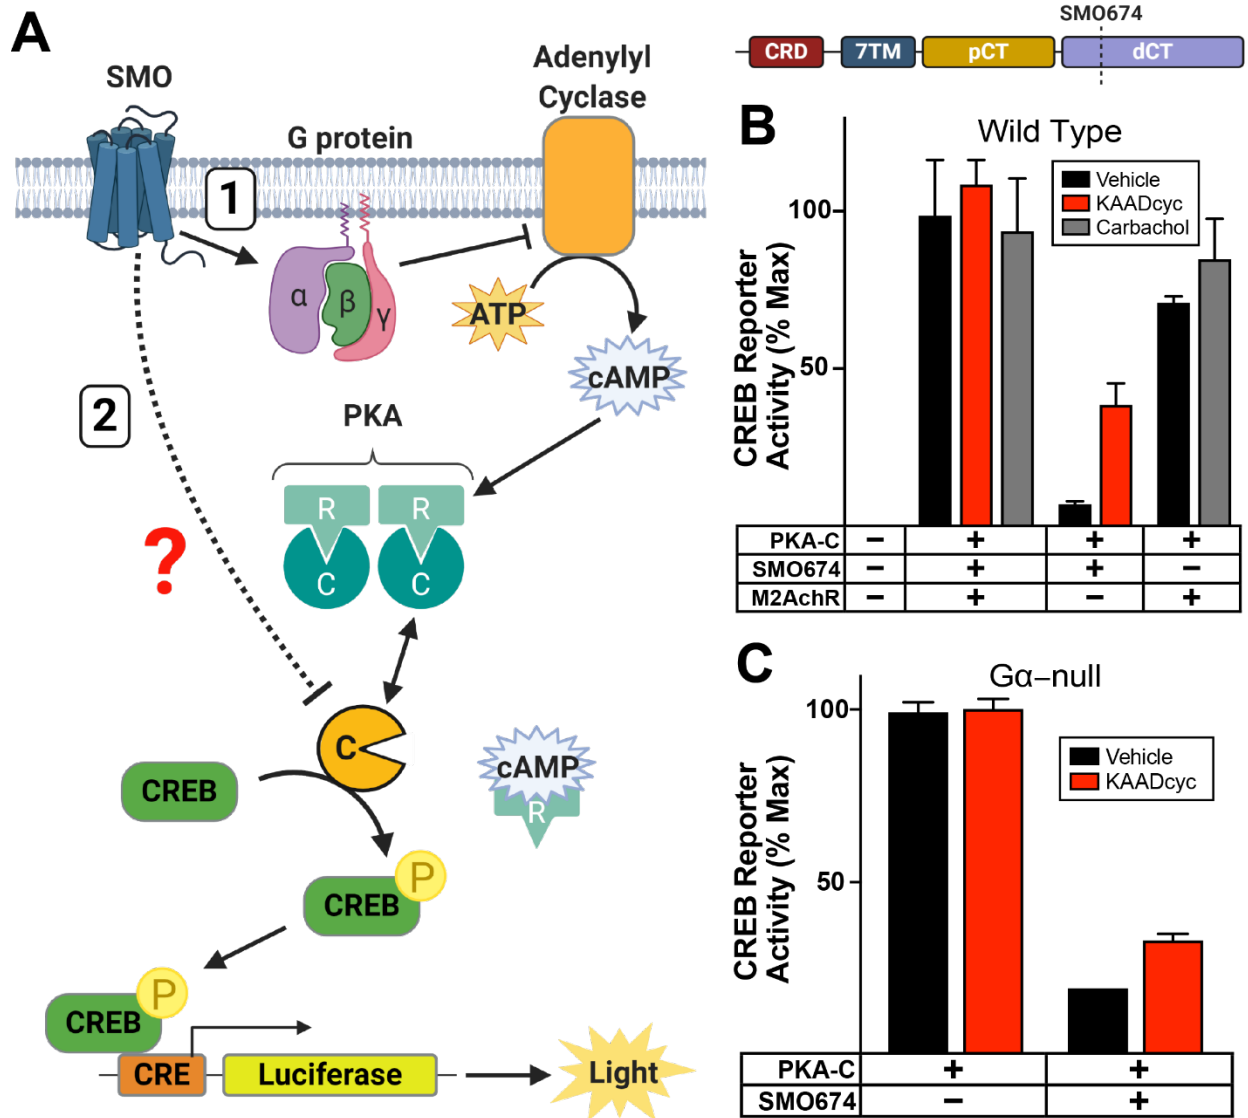 A
SMO
Adenylyl
Cyclase
G protein
1
α
β
γ
ATP
cAMP
2
PKA
R
R
C
C
?
C
CREB
cAMP
R
P
CREB
P
CREB
CRE
Luciferase
Light
SMO674
CRD
7TM
pCT
dCT
B
Wild Type
Vehicle
KAADcyc
Carbachol
CREB Reporter
Activity (% Max)
100
50
PKA-C − + + +
SMO674 − + + −
M2AchR − + − +
C
Gα−null
Vehicle
KAADcyc
CREB Reporter
Activity (% Max)
100
50
PKA-C + +
SMO674 − +